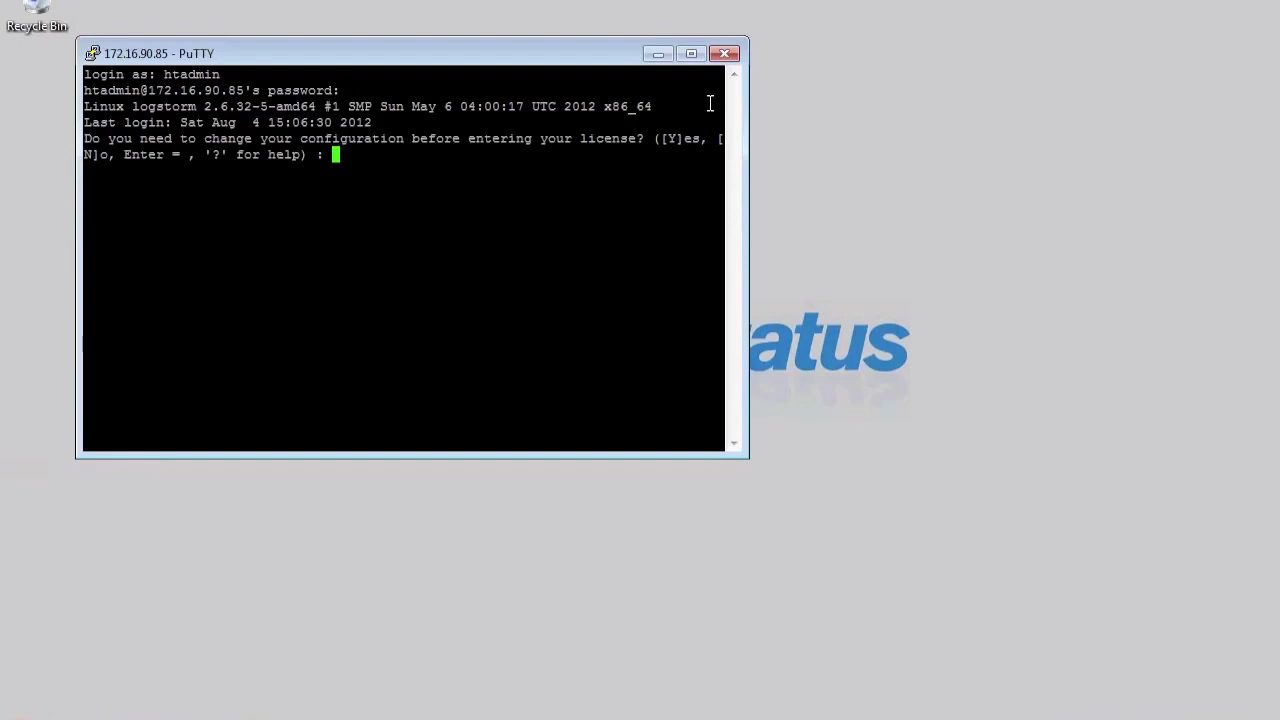 Recycle Bin
172.16.90.85 - PuTTY
login as: htadmin
htadmin@172.16.90.85's password:
Linux logstorm 2.6.32-5-amd64 #1 SMP Sun May 6 04:00:17 UTC 2012 x86_64
Last login: Sat Aug  4 15:06:30 2012
Do you need to change your configuration before entering your license? ([Y]es, [
N]o, Enter = , '?' for help) :
atus